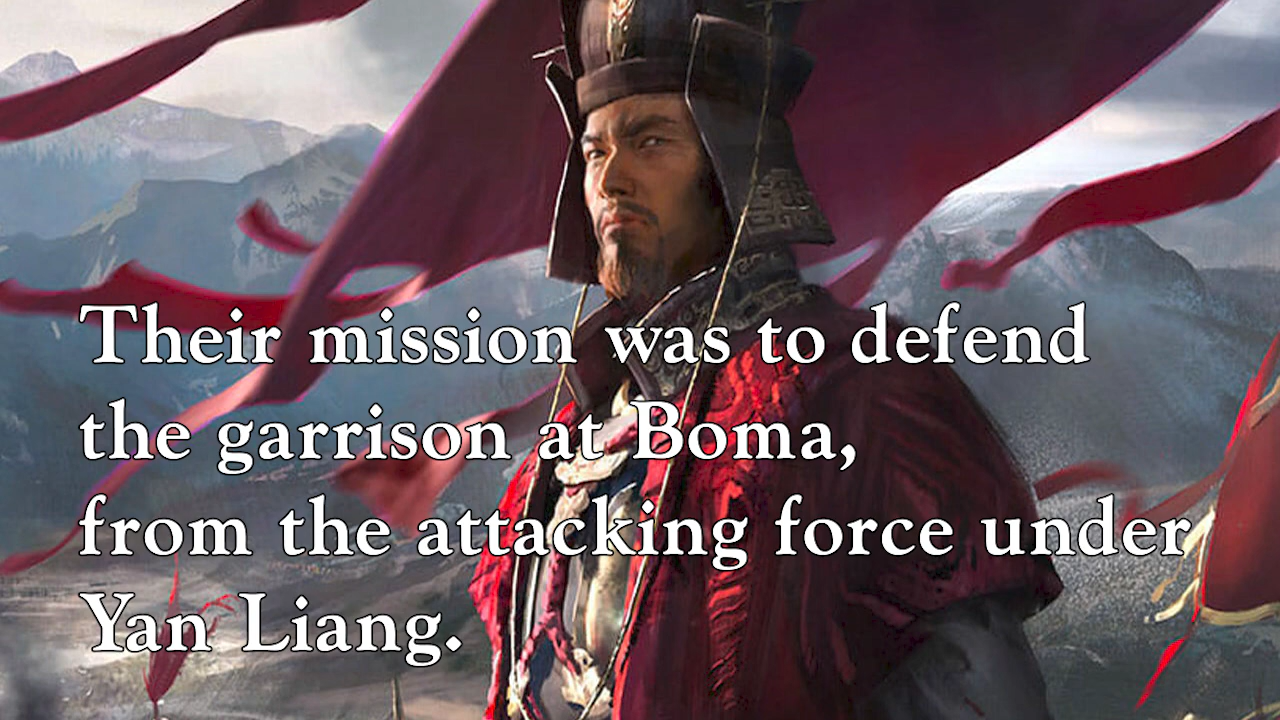 Their mission was to defend
the garrison at Boma,
from the attacking force under
Yan Liang.